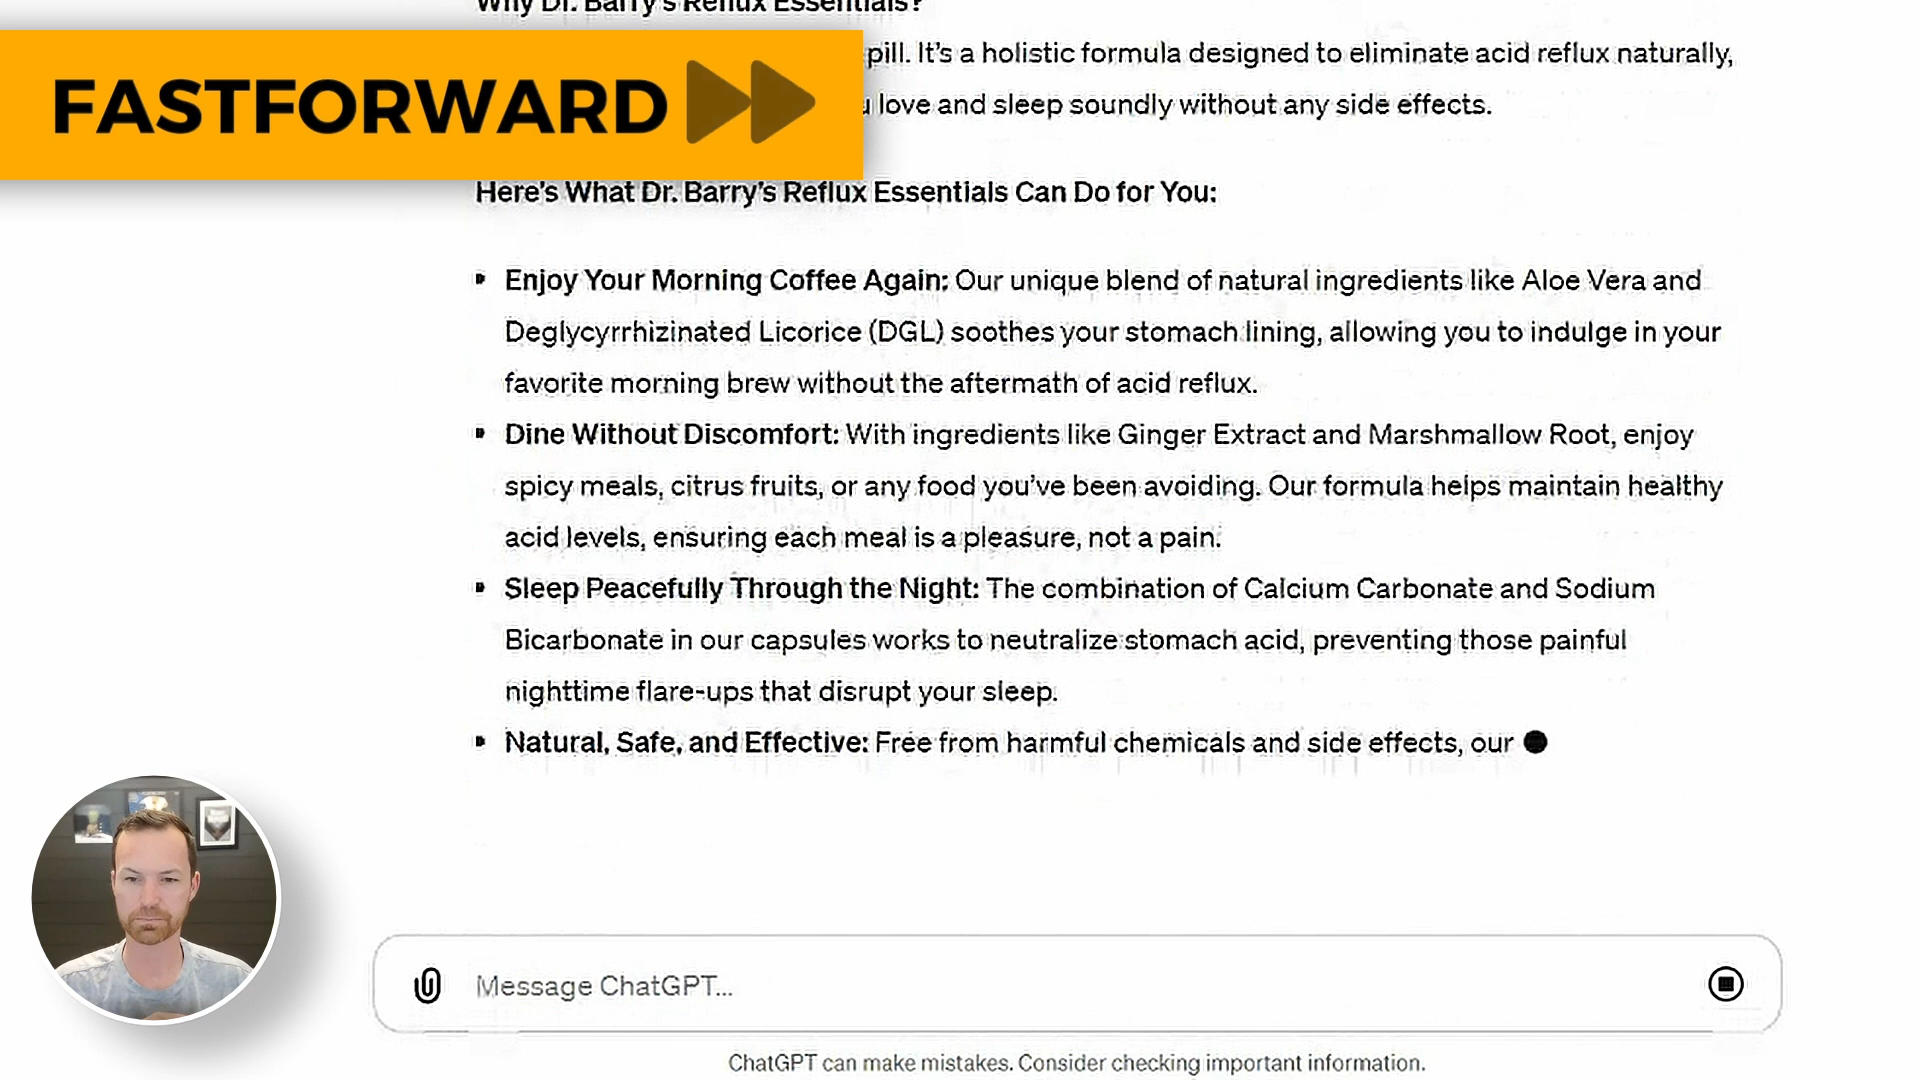 Why Dr. Barry's Reflux Essentials?
FASTFORWARD
pill. It's a holistic formula designed to eliminate acid reflux naturally,
love and sleep soundly without any side effects.
Here's What Dr. Barry's Reflux Essentials Can Do for You:
Enjoy Your Morning Coffee Again: Our unique blend of natural ingredients like Aloe Vera and
Deglycyrrhizinated Licorice (DGL) soothes your stomach lining, allowing you to indulge in your
favorite morning brew without the aftermath of acid reflux.
Dine Without Discomfort: With ingredients like Ginger Extract and Marshmallow Root, enjoy
spicy meals, citrus fruits, or any food you've been avoiding. Our formula helps maintain healthy
acid levels, ensuring each meal is a pleasure, not a pain.
Sleep Peacefully Through the Night: The combination of Calcium Carbonate and Sodium
Bicarbonate in our capsules works to neutralize stomach acid, preventing those painful
nighttime flare-ups that disrupt your sleep.
Natural, Safe, and Effective: Free from harmful chemicals and side effects, our
Message ChatGPT...
ChatGPT can make mistakes. Consider checking important information.